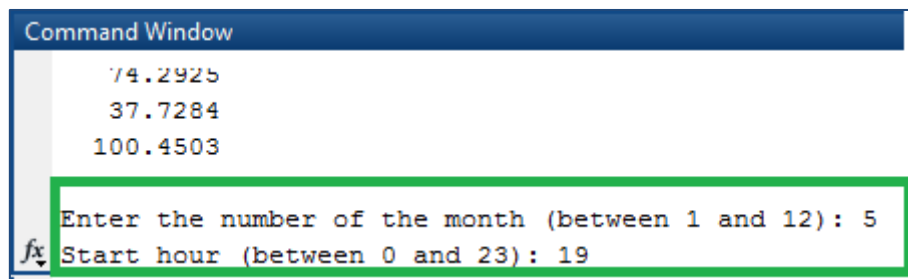 Command Window
74.2925
37.7284
100.4503
Enter the number of the month (between 1 and 12): 5
fx Start hour (between 0 and 23): 19